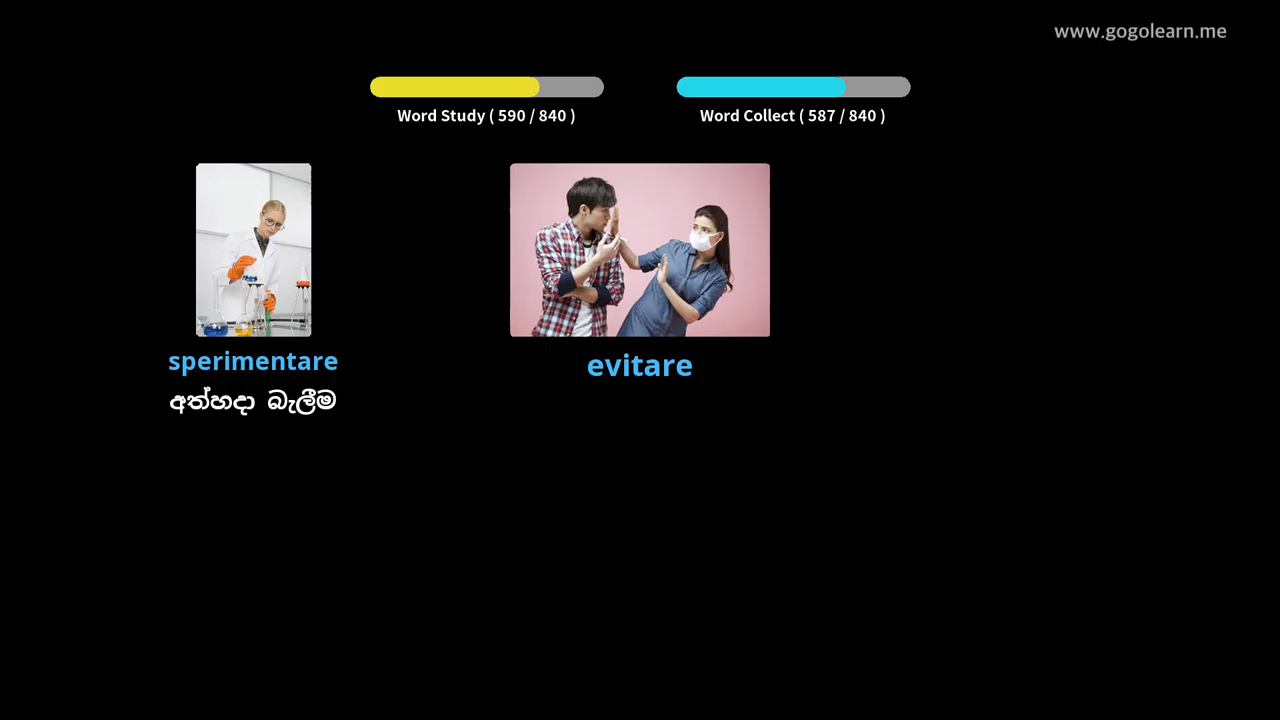 www.gogolearn.me
Word Study ( 590 / 840 )
Word Collect ( 587 / 840 )
sperimentare
අත්හදා බැලීම
evitare